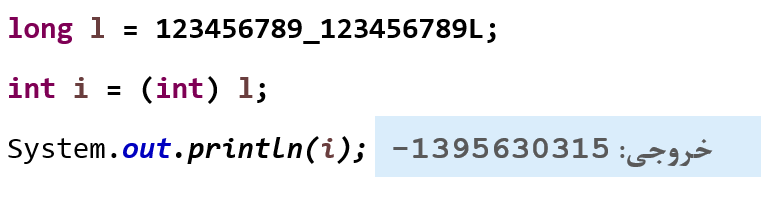 long l = 123456789_123456789L;
int i = (int) l;
System.out.println(i); خروجی: -1395630315